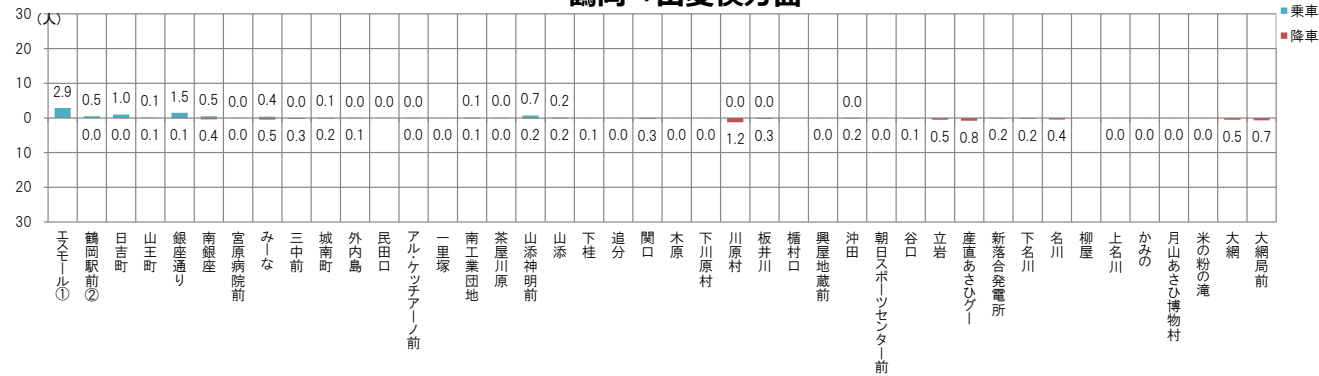 (人)
乗車
降車
30
20
10
0
10
20
30
2.9 0.5 1.0 0.1 1.5 0.5 0.0 0.4 0.0 0.1 0.0 0.0 0.0 0.1 0.0 0.7 0.2 0.0 0.0 0.0
0.0 0.0 0.1 0.1 0.4 0.0 0.5 0.3 0.2 0.1 0.0 0.0 0.1 0.0 0.2 0.2 0.1 0.0 0.3 0.0 0.0 1.2 0.3 0.0 0.2 0.0 0.1 0.5 0.8 0.2 0.2 0.4 0.0 0.0 0.0 0.0 0.5 0.7
エスモール①
鶴岡駅前②
日吉町
山王町
銀座通り
南銀座
宮原病院前
みーな
三中前
城南町
外内島
民田口
アル・ケッチアーノ前
一里塚
南工業団地
茶屋川原
山添神明前
山添
下桂
追分
関口
木原
下川原村
川原村
板井川
楯村口
興屋地蔵前
沖田
朝日スポーツセンター前
谷口
立岩
産直あさひグー
新落合発電所
下名川
名川
柳屋
上名川
かみの
月山あさひ博物村
米の粉の滝
大網
大網局前